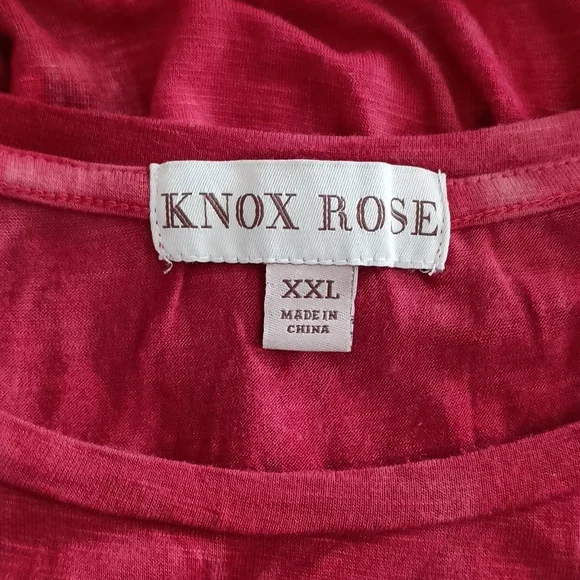 KNOX ROSE
XXL
MADE IN
CHINA